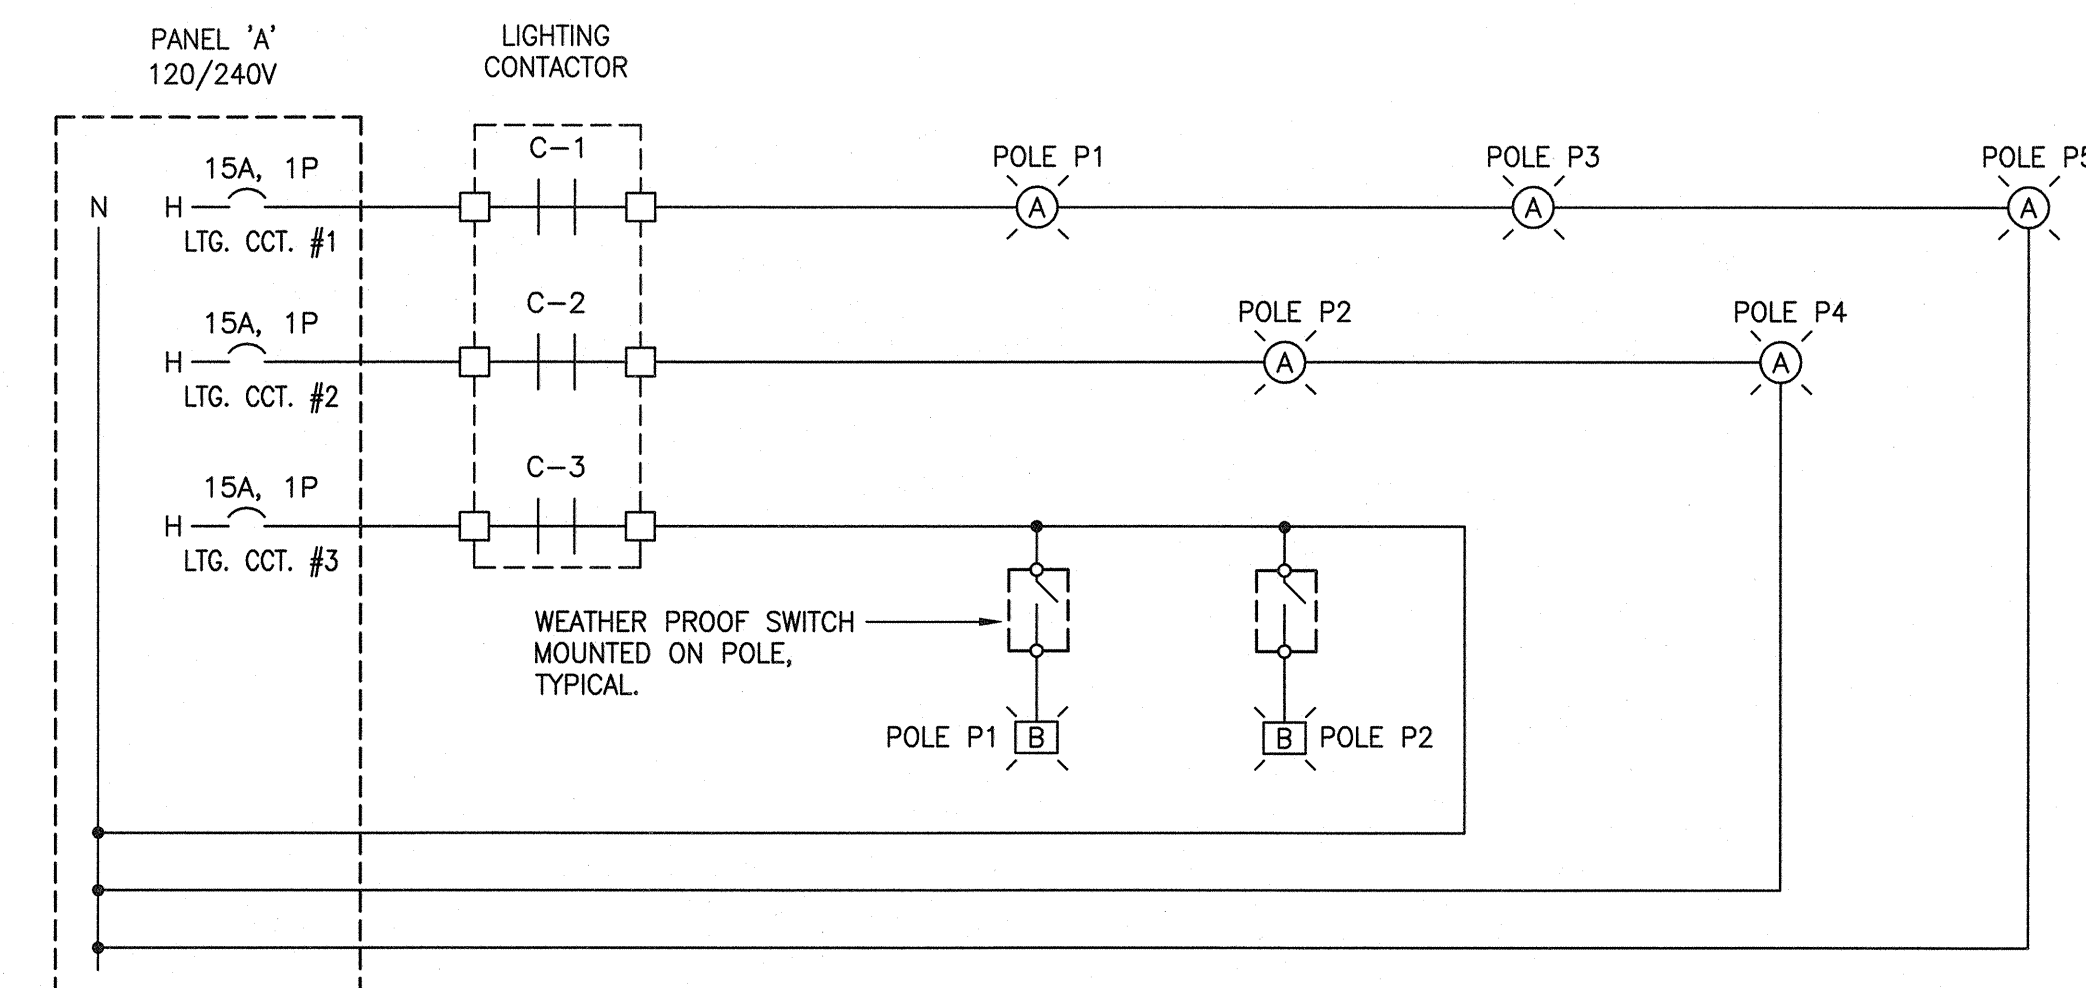 PANEL 'A'
120/240V
LIGHTING
CONTACTOR
N
15A, 1P
H
LTG. CCT. #1
C-1
POLE P1
A
POLE P3
A
POLE P5
A
15A, 1P
H
LTG. CCT. #2
C-2
POLE P2
A
POLE P4
A
15A, 1P
H
LTG. CCT. #3
C-3
WEATHER PROOF SWITCH
MOUNTED ON POLE,
TYPICAL.
POLE P1
B
B
POLE P2